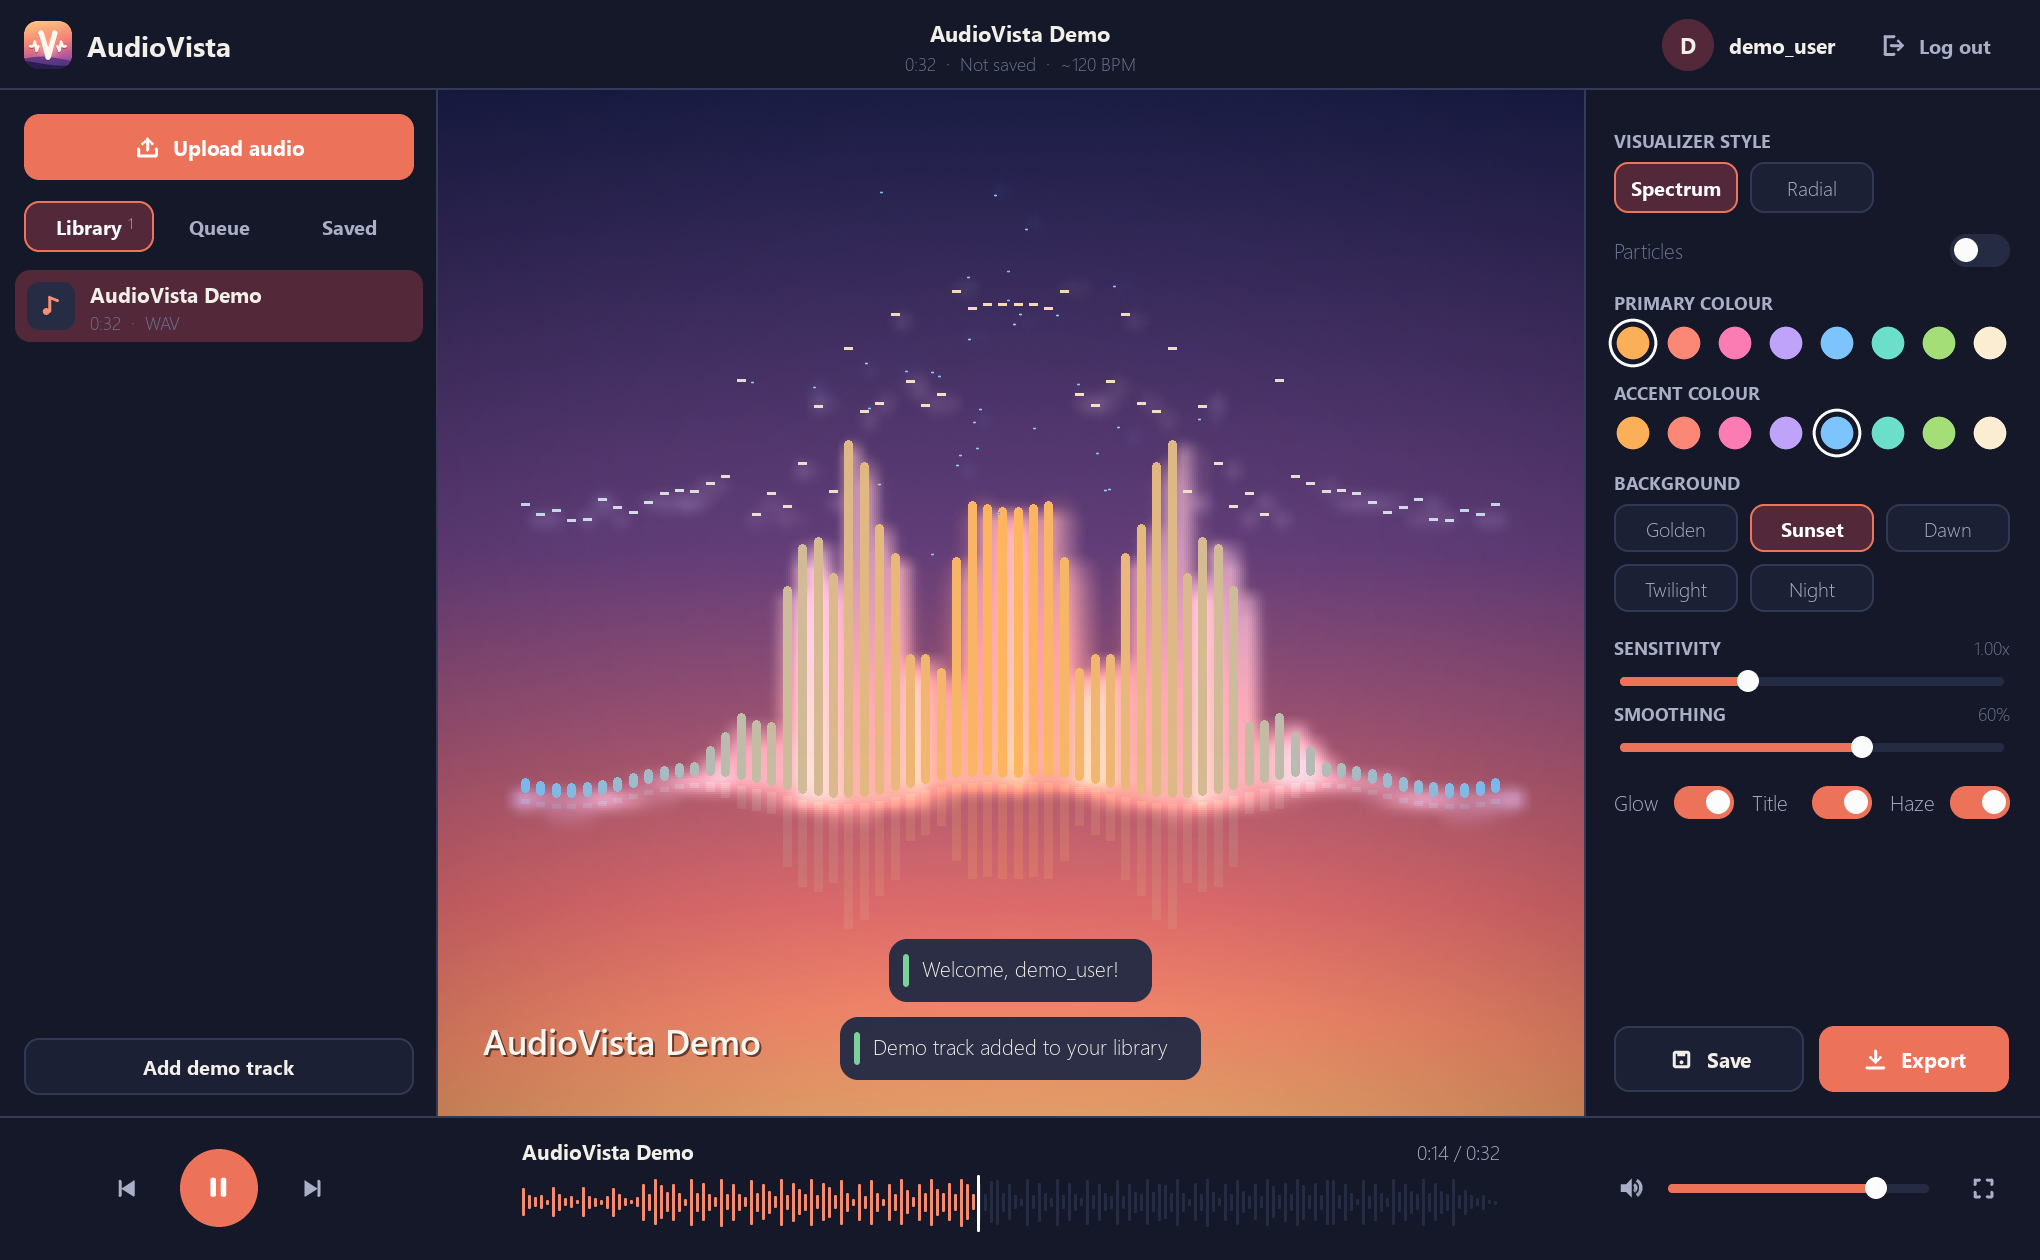 AudioVista
AudioVista Demo
0:32 · Not saved · ~120 BPM
D
demo_user
Log out
Upload audio
Library 1
Queue
Saved
AudioVista Demo
0:32 · WAV
Add demo track
AudioVista Demo
Welcome, demo_user!
Demo track added to your library
VISUALIZER STYLE
Spectrum
Radial
Particles
PRIMARY COLOUR
ACCENT COLOUR
BACKGROUND
Golden
Sunset
Dawn
Twilight
Night
SENSITIVITY
1.00x
SMOOTHING
60%
Glow
Title
Haze
Save
Export
AudioVista Demo
0:14 / 0:32